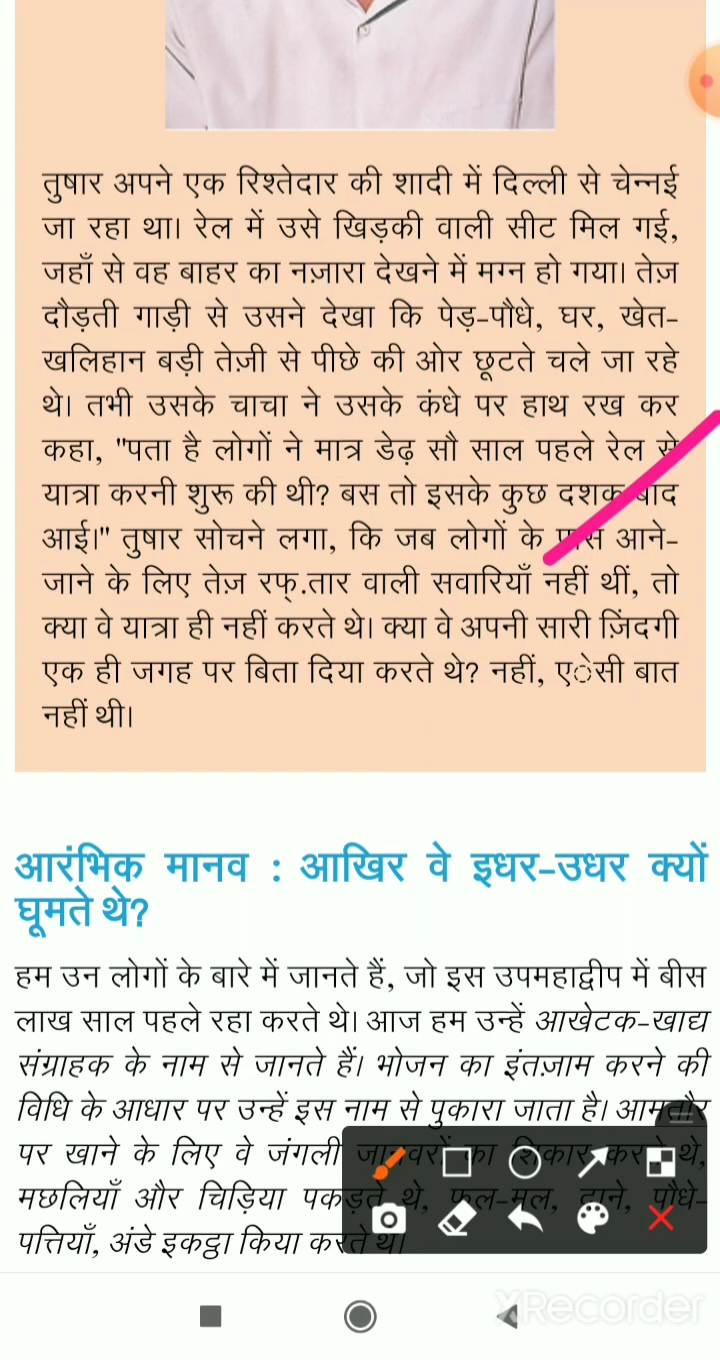 तुषार अपने एक रिश्तेदार की शादी में दिल्ली से चेन्नई
जा रहा था। रेल में उसे खिड़की वाली सीट मिल गई,
जहाँ से वह बाहर का नज़ारा देखने में मग्न हो गया। तेज़
दौड़ती गाड़ी से उसने देखा कि पेड़-पौधे, घर, खेत-
खलिहान बड़ी तेज़ी से पीछे की ओर छूटते चले जा रहे
थे। तभी उसके चाचा ने उसके कंधे पर हाथ रख कर
कहा, "पता है लोगों ने मात्र डेढ़ सौ साल पहले रेल से
यात्रा करनी शुरू की थी? बस तो इसके कुछ दशक बाद
आई।" तुषार सोचने लगा, कि जब लोगों के पास आने-
जाने के लिए तेज़ रफ्.तार वाली सवारियाँ नहीं थीं, तो
क्या वे यात्रा ही नहीं करते थे। क्या वे अपनी सारी ज़िंदगी
एक ही जगह पर बिता दिया करते थे? नहीं, एेसी बात
नहीं थी।
आरंभिक मानव : आखिर वे इधर-उधर क्यों
घूमते थे?
हम उन लोगों के बारे में जानते हैं, जो इस उपमहाद्वीप में बीस
लाख साल पहले रहा करते थे। आज हम उन्हें आखेटक-खाद्य
संग्राहक के नाम से जानते हैं। भोजन का इंतज़ाम करने की
विधि के आधार पर उन्हें इस नाम से पुकारा जाता है। आमतौर
पर खाने के लिए वे जंगली जानवरों का शिकार करते थे,
मछलियाँ और चिड़िया पकड़ते थे, फल-मूल, दाने, पौधे-
पत्तियाँ, अंडे इकट्ठा किया करते थे।
XRecorder